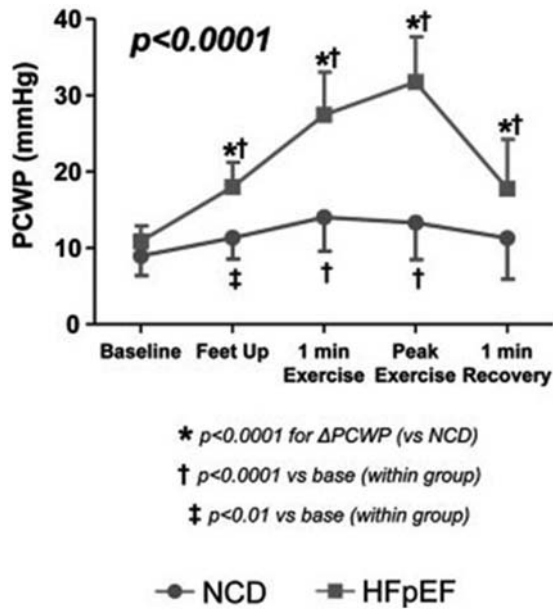 40
p<0.0001
30
20
10
0
PCWP (mmHg)
*†
*†
*†
*†
‡
†
†
Baseline Feet Up 1 min Peak 1 min
Exercise Exercise Recovery
* p<0.0001 for ΔPCWP (vs NCD)
† p<0.0001 vs base (within group)
‡ p<0.01 vs base (within group)
NCD HFpEF